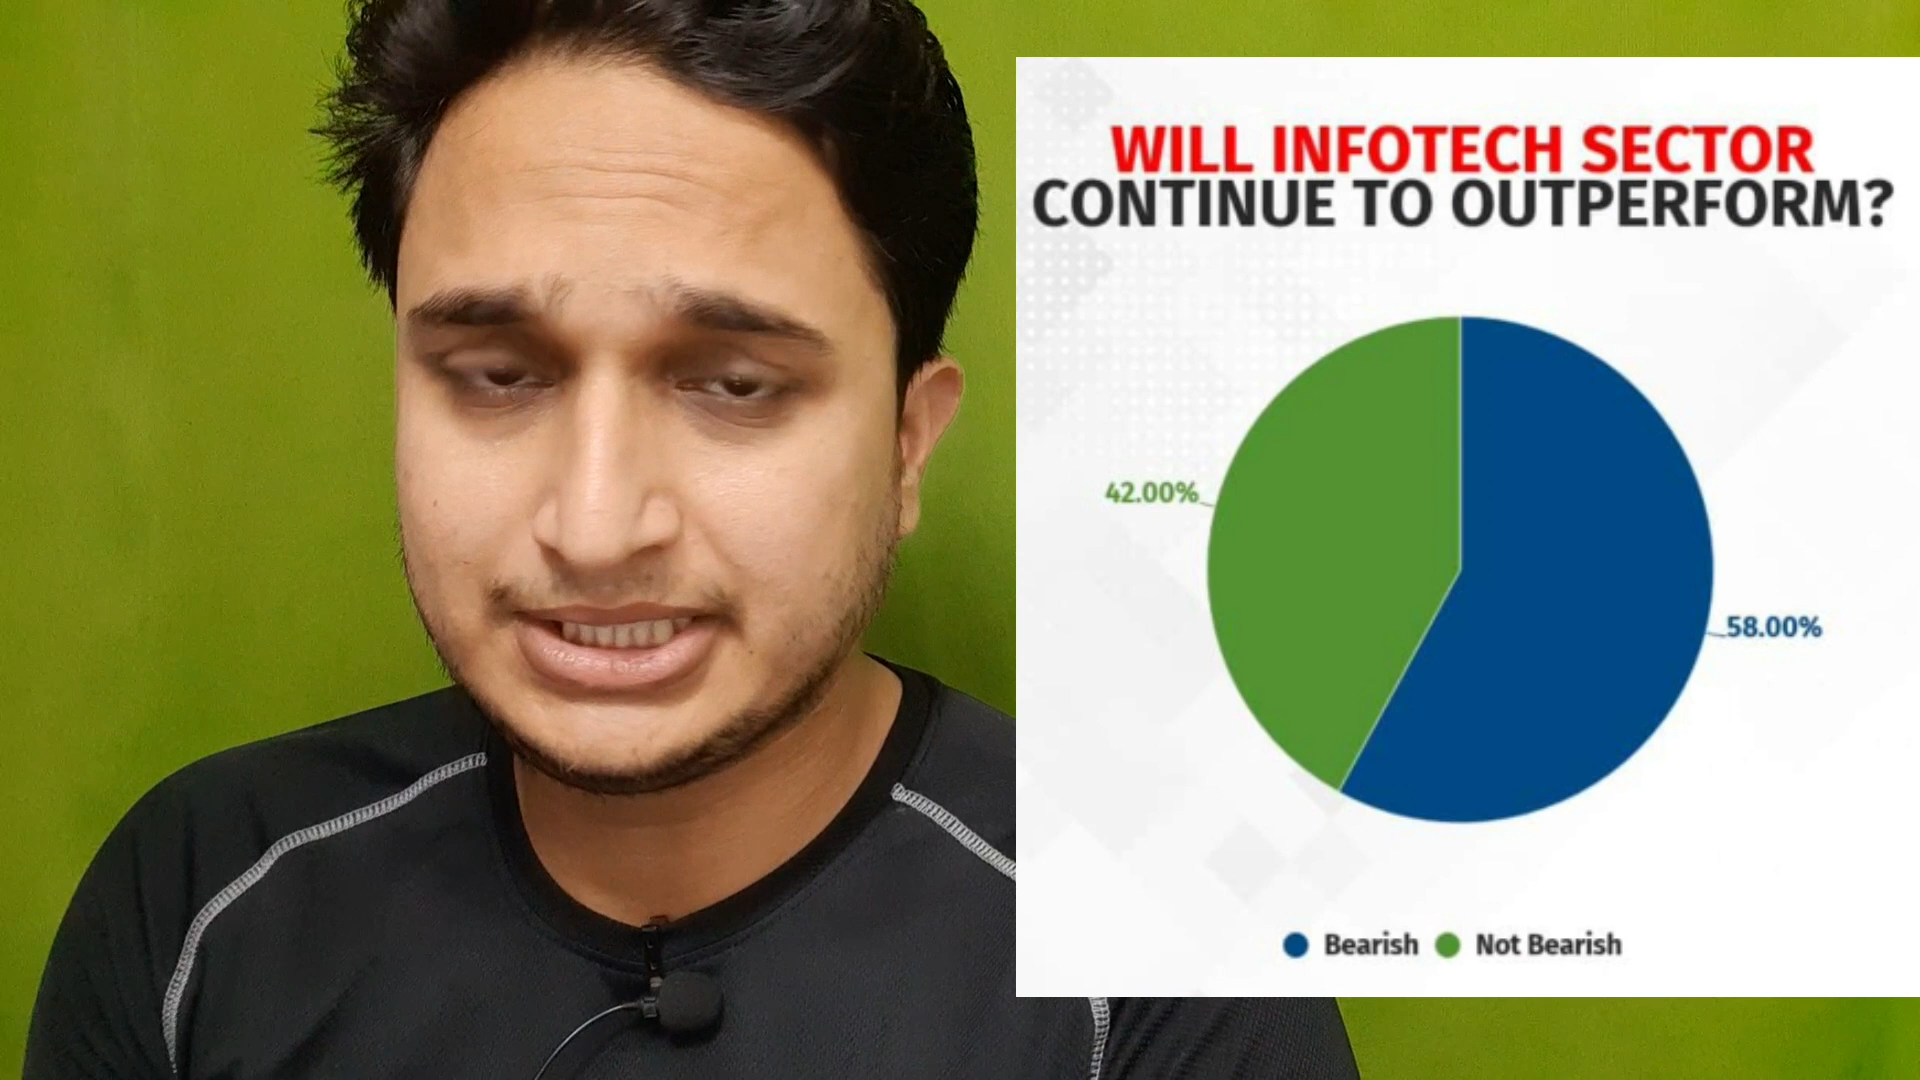 WILL INFOTECH SECTOR
CONTINUE TO OUTPERFORM?
42.00%
58.00%
Bearish
Not Bearish